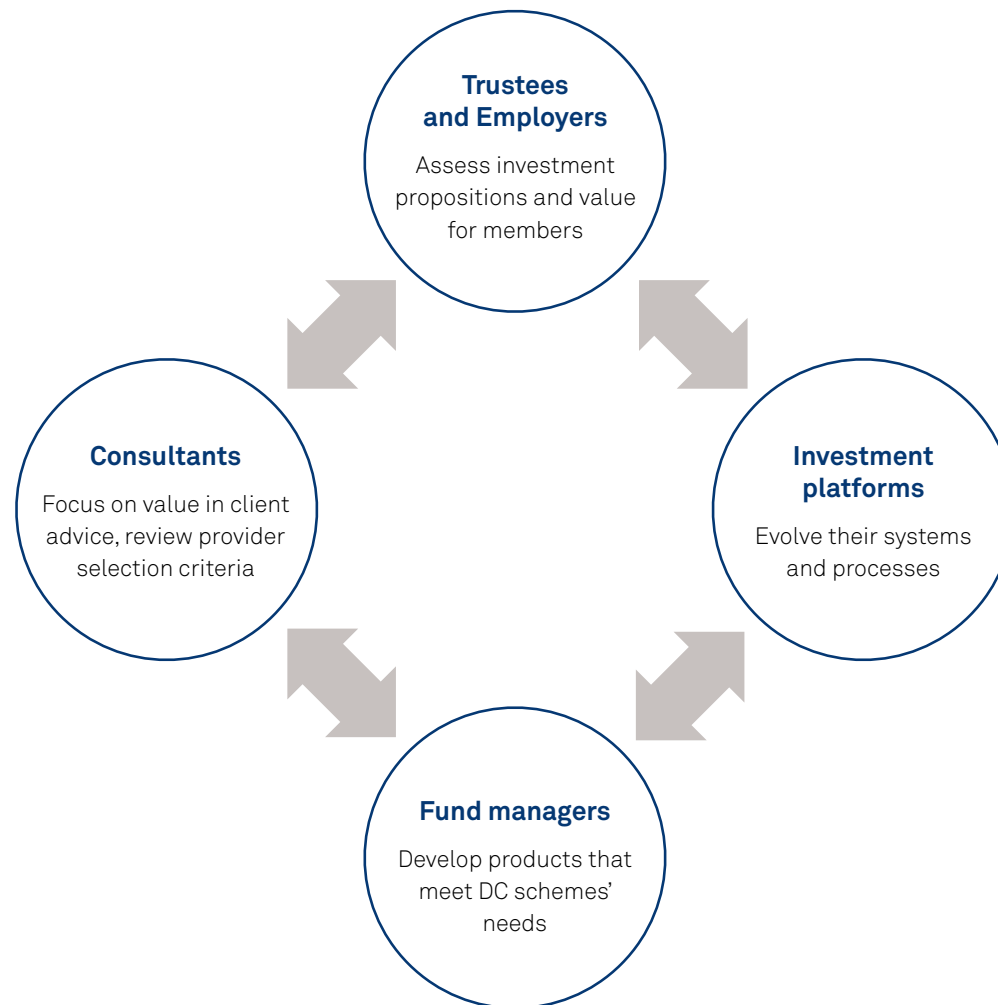 Trustees
and Employers
Assess investment
propositions and value
for members
Consultants
Focus on value in client
advice, review provider
selection criteria
Investment
platforms
Evolve their systems
and processes
Fund managers
Develop products that
meet DC schemes’
needs